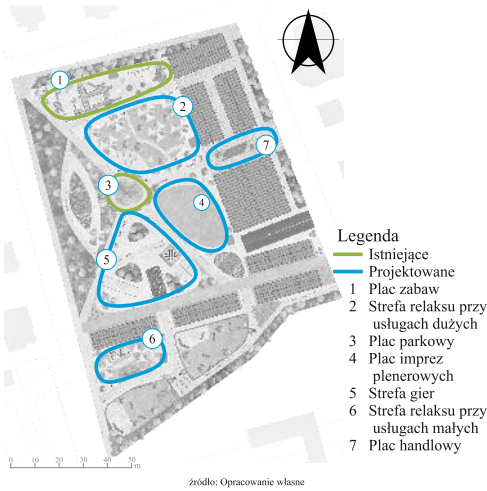 1
2
7
3
4
5
6
Legenda
Istniejące
Projektowane
1 Plac zabaw
2 Strefa relaksu przy
usługach dużych
3 Plac parkowy
4 Plac imprez
plenerowych
5 Strefa gier
6 Strefa relaksu przy
usługach małych
7 Plac handlowy
0 10 20 30 40 50
m
źródło: Opracowanie własne